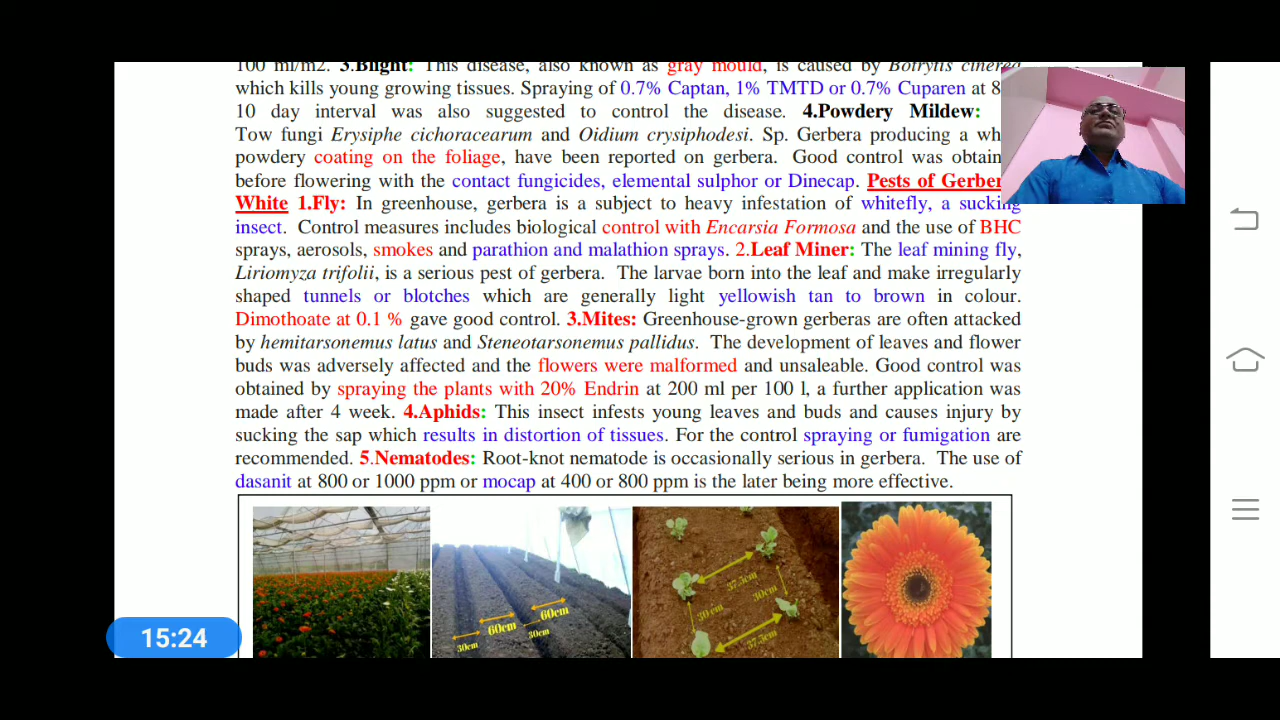 100 ml/m2. 3.Blight: This disease, also known as gray mould, is caused by Botrytis cinerea
which kills young growing tissues. Spraying of 0.7% Captan, 1% TMTD or 0.7% Cuparen at 8
10 day interval was also suggested to control the disease. 4.Powdery Mildew:
Tow fungi Erysiphe cichoracearum and Oidium crysiphodesi. Sp. Gerbera producing a wh
powdery coating on the foliage, have been reported on gerbera. Good control was obtain
before flowering with the contact fungicides, elemental sulphor or Dinecap. Pests of Gerber
White 1.Fly: In greenhouse, gerbera is a subject to heavy infestation of whitefly, a sucking
insect. Control measures includes biological control with Encarsia Formosa and the use of BHC
sprays, aerosols, smokes and parathion and malathion sprays. 2.Leaf Miner: The leaf mining fly,
Liriomyza trifolii, is a serious pest of gerbera. The larvae born into the leaf and make irregularly
shaped tunnels or blotches which are generally light yellowish tan to brown in colour.
Dimothoate at 0.1 % gave good control. 3.Mites: Greenhouse-grown gerberas are often attacked
by hemitarsonemus latus and Steneotarsonemus pallidus. The development of leaves and flower
buds was adversely affected and the flowers were malformed and unsaleable. Good control was
obtained by spraying the plants with 20% Endrin at 200 ml per 100 l, a further application was
made after 4 week. 4.Aphids: This insect infests young leaves and buds and causes injury by
sucking the sap which results in distortion of tissues. For the control spraying or fumigation are
recommended. 5.Nematodes: Root-knot nematode is occasionally serious in gerbera. The use of
dasanit at 800 or 1000 ppm or mocap at 400 or 800 ppm is the later being more effective.
30cm 60cm 30cm 60cm
37.5cm
30cm 30cm
37.5cm
15:24